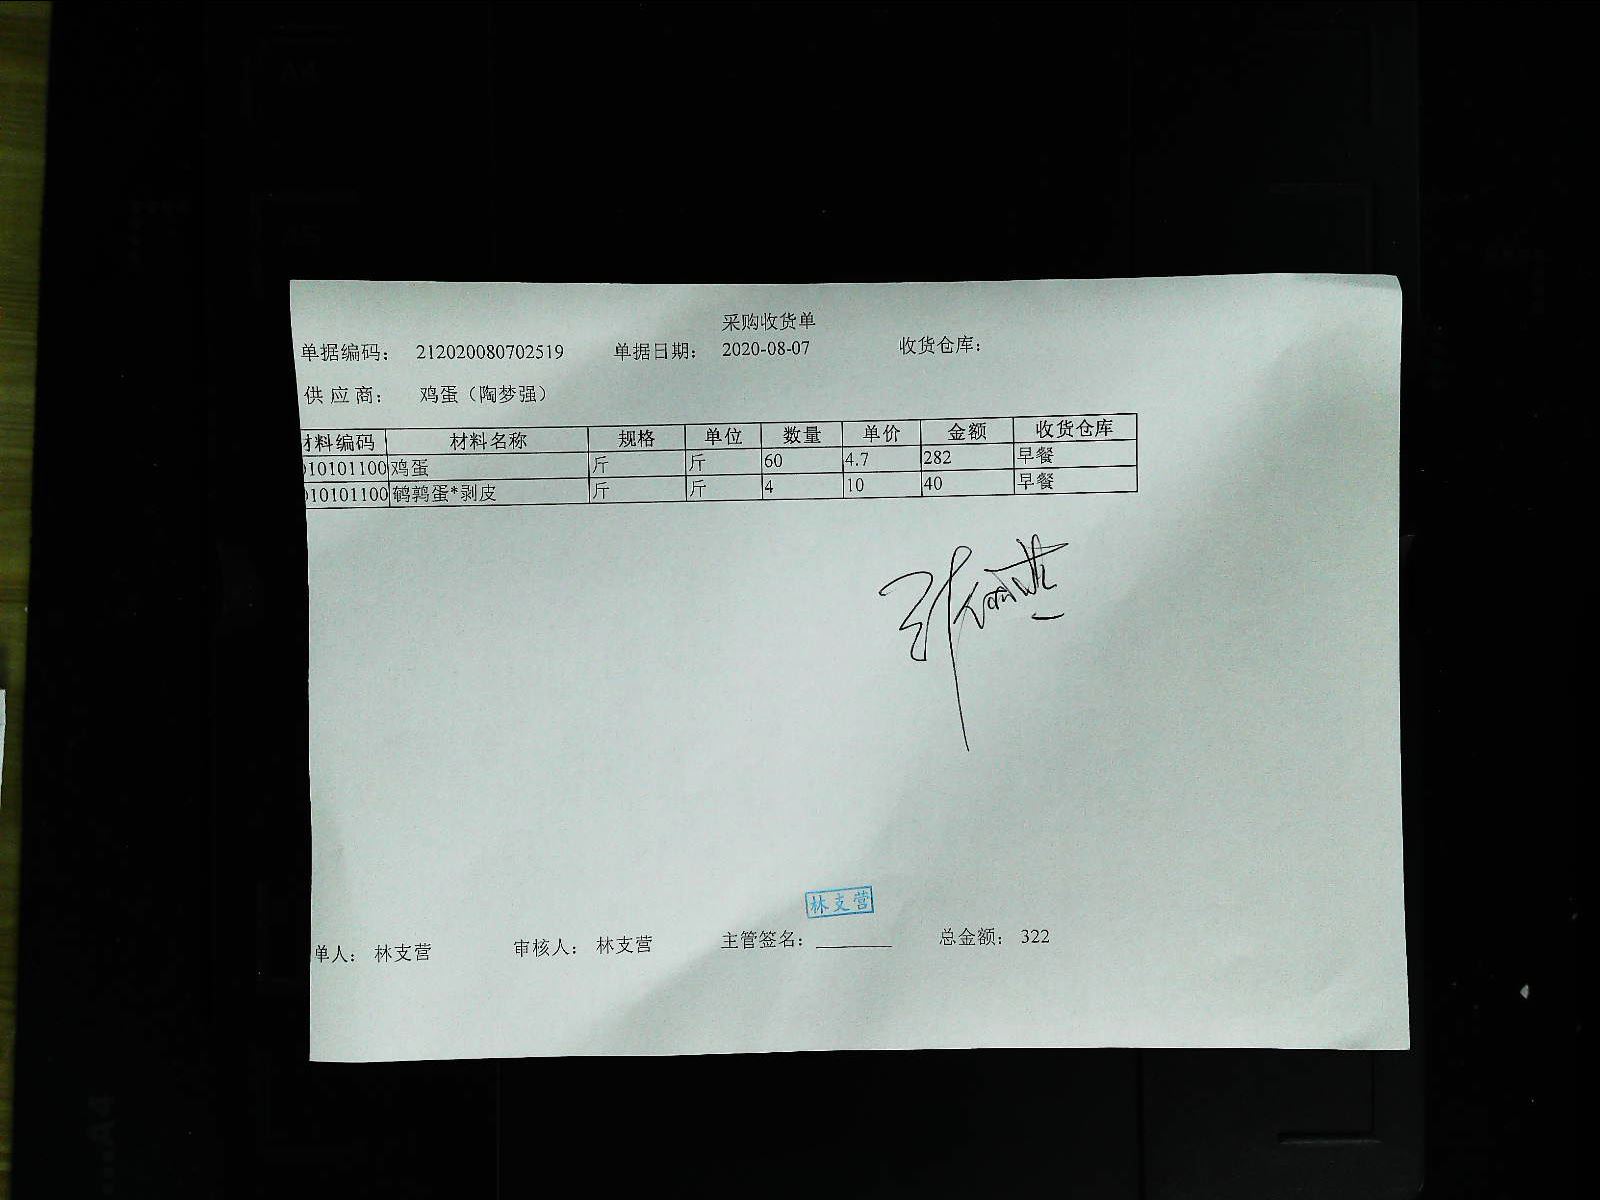 采购收货单
单据编码： 212020080702519 单据日期： 2020-08-07 收货仓库：
供 应 商： 鸡蛋（陶梦强）
材料编码 材料名称 规格 单位 数量 单价 金额 收货仓库
010101100 鸡蛋 斤 斤 60 4.7 282 早餐
010101100 鹌鹑蛋*剥皮 斤 斤 4 10 40 早餐
林支营
单人： 林支营 审核人： 林支营 主管签名： 总金额： 322